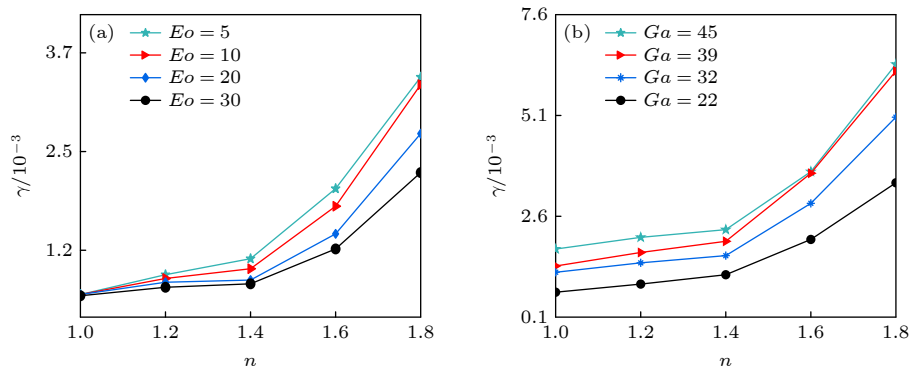 (a)
Eo = 5
Eo = 10
Eo = 20
Eo = 30
3.7
2.5
1.2
γ/10⁻³
1.0 1.2 1.4 1.6 1.8
n
(b)
Ga = 45
Ga = 39
Ga = 32
Ga = 22
7.6
5.1
2.6
0.1
γ/10⁻³
1.0 1.2 1.4 1.6 1.8
n